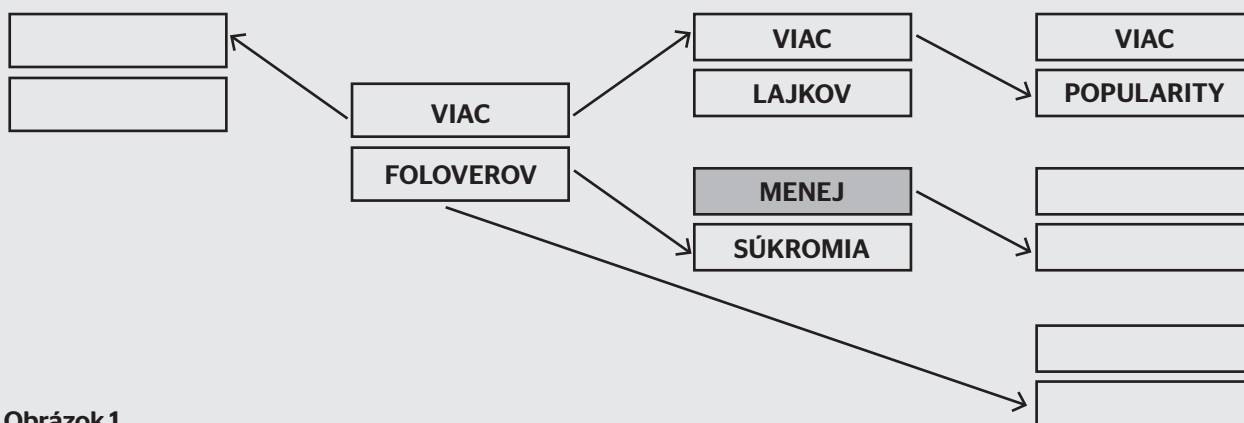 VIAC
FOLOVEROV
VIAC
LAJKOV
VIAC
POPULARITY
MENEJ
SÚKROMIA
Obrázok 1